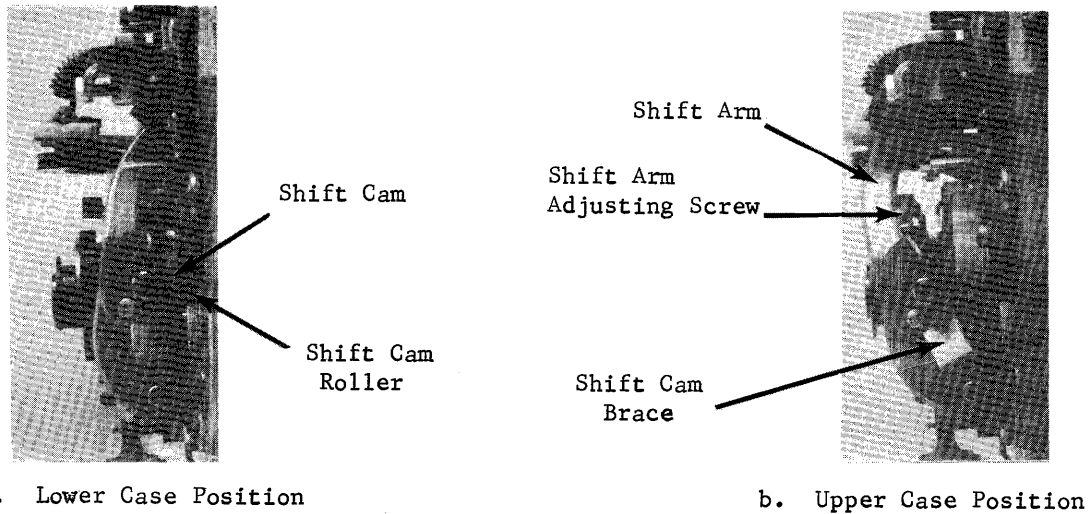 Shift Cam
Shift Cam
Roller
. Lower Case Position
Shift Arm
Shift Arm
Adjusting Screw
Shift Cam
Brace
b. Upper Case Position